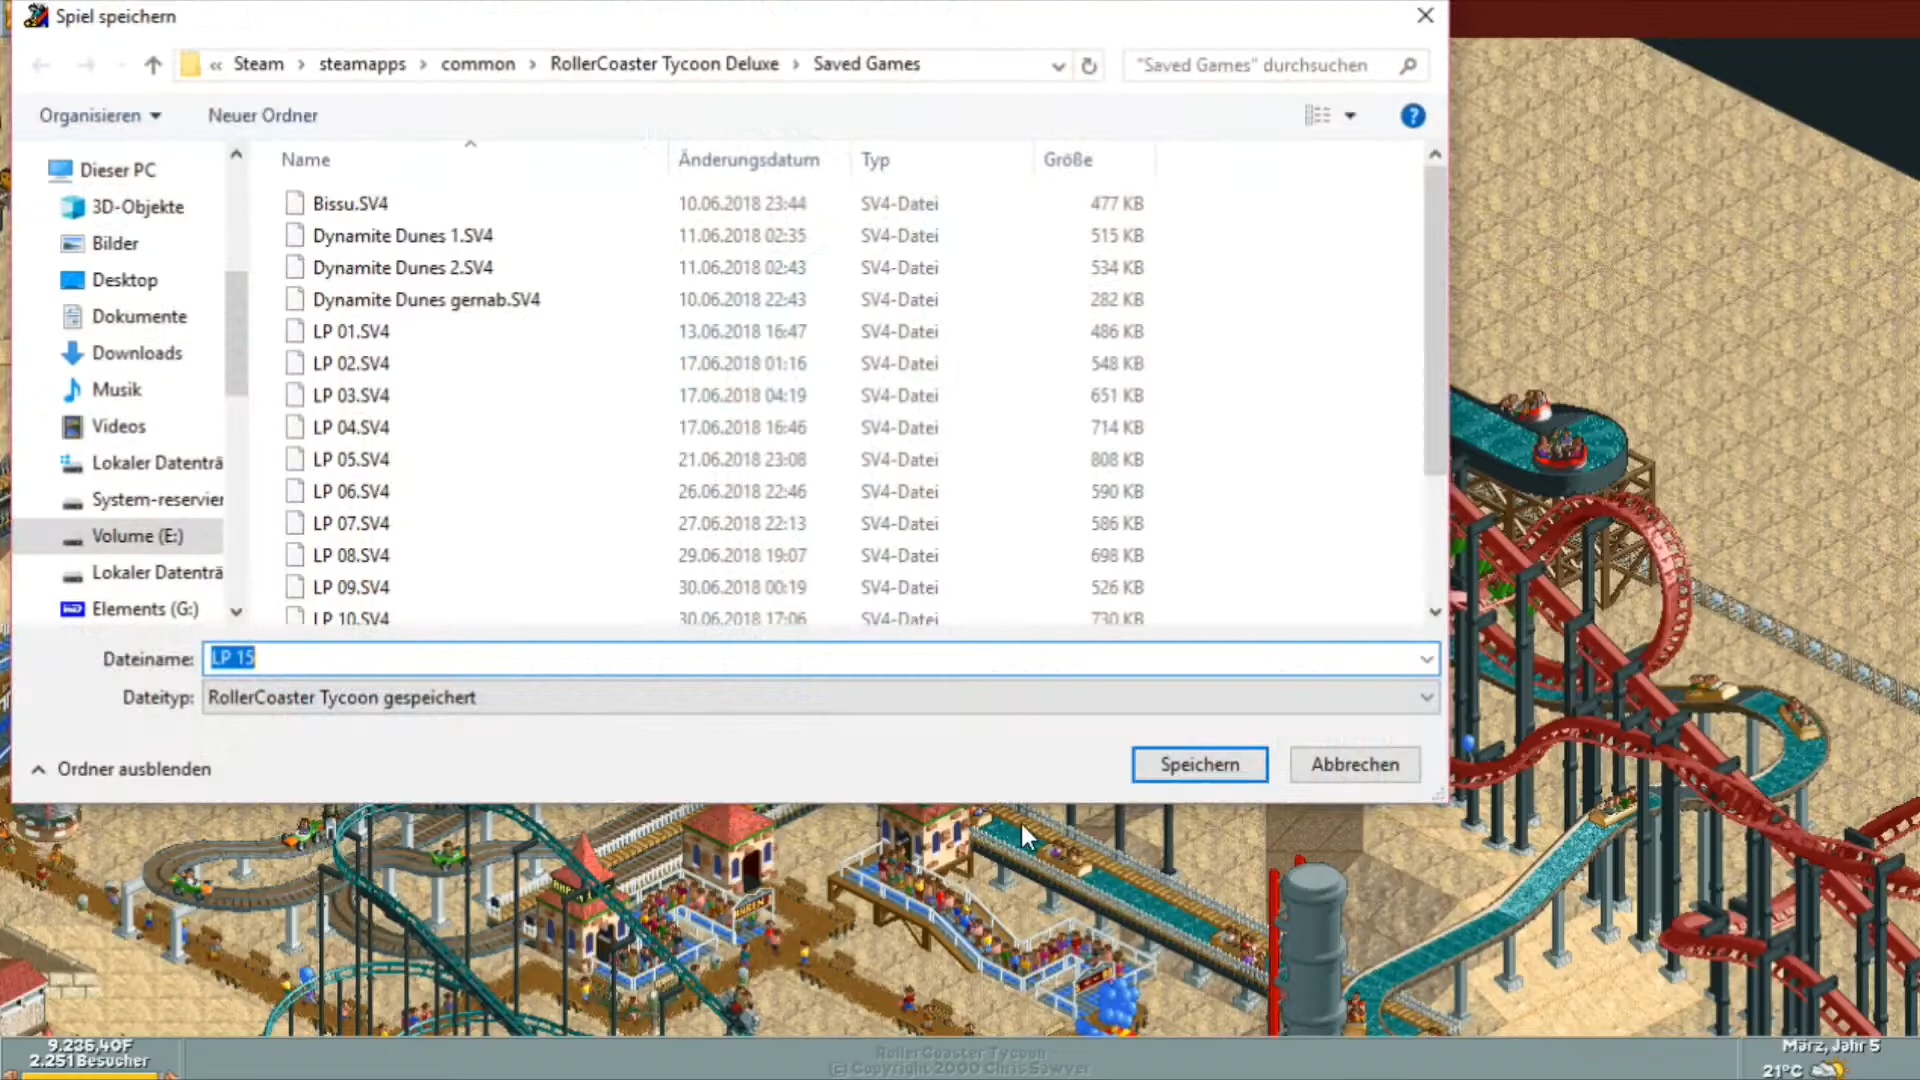 Spiel speichern
« Steam › steamapps › common › RollerCoaster Tycoon Deluxe › Saved Games
"Saved Games" durchsuchen
Organisieren
Neuer Ordner
Name Änderungsdatum Typ Größe
Dieser PC
3D-Objekte
Bilder
Desktop
Dokumente
Downloads
Musik
Videos
Lokaler Datenträ
System-reservier
Volume (E:)
Lokaler Datenträ
Elements (G:)
Bissu.SV4 10.06.2018 23:44 SV4-Datei 477 KB
Dynamite Dunes 1.SV4 11.06.2018 02:35 SV4-Datei 515 KB
Dynamite Dunes 2.SV4 11.06.2018 02:43 SV4-Datei 534 KB
Dynamite Dunes gernab.SV4 10.06.2018 22:43 SV4-Datei 282 KB
LP 01.SV4 13.06.2018 16:47 SV4-Datei 486 KB
LP 02.SV4 17.06.2018 01:16 SV4-Datei 548 KB
LP 03.SV4 17.06.2018 04:19 SV4-Datei 651 KB
LP 04.SV4 17.06.2018 16:46 SV4-Datei 714 KB
LP 05.SV4 21.06.2018 23:08 SV4-Datei 808 KB
LP 06.SV4 26.06.2018 22:46 SV4-Datei 590 KB
LP 07.SV4 27.06.2018 22:13 SV4-Datei 586 KB
LP 08.SV4 29.06.2018 19:07 SV4-Datei 698 KB
LP 09.SV4 30.06.2018 00:19 SV4-Datei 526 KB
LP 10.SV4 30.06.2018 17:06 SV4-Datei 730 KB
Dateiname: LP 15
Dateityp: RollerCoaster Tycoon gespeichert
Ordner ausblenden
Speichern
Abbrechen
9.236,40F
2.251 Besucher
RollerCoaster Tycoon
(c) Copyright 2000 Chris Sawyer
März, Jahr 5
21°C